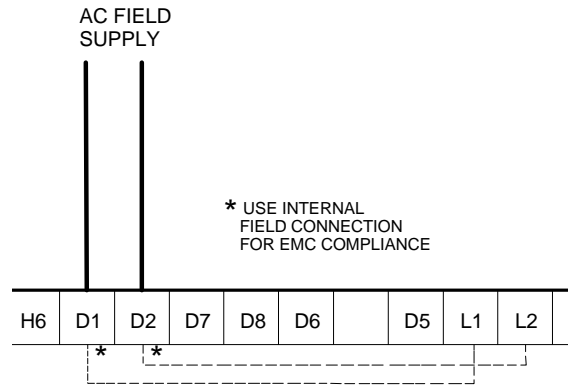 AC FIELD
SUPPLY
* USE INTERNAL
FIELD CONNECTION
FOR EMC COMPLIANCE
H6 D1 D2 D7 D8 D6 D5 L1 L2
* *